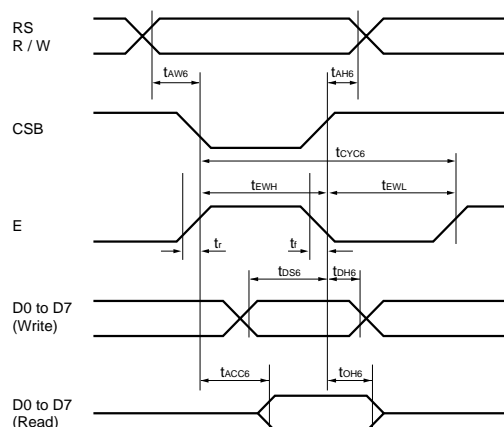 RS
R / W
tAW6
tAH6
CSB
tCYC6
tEWH
tEWL
E
tr
tf
tDS6
tDH6
D0 to D7
(Write)
tACC6
tOH6
D0 to D7
(Read)